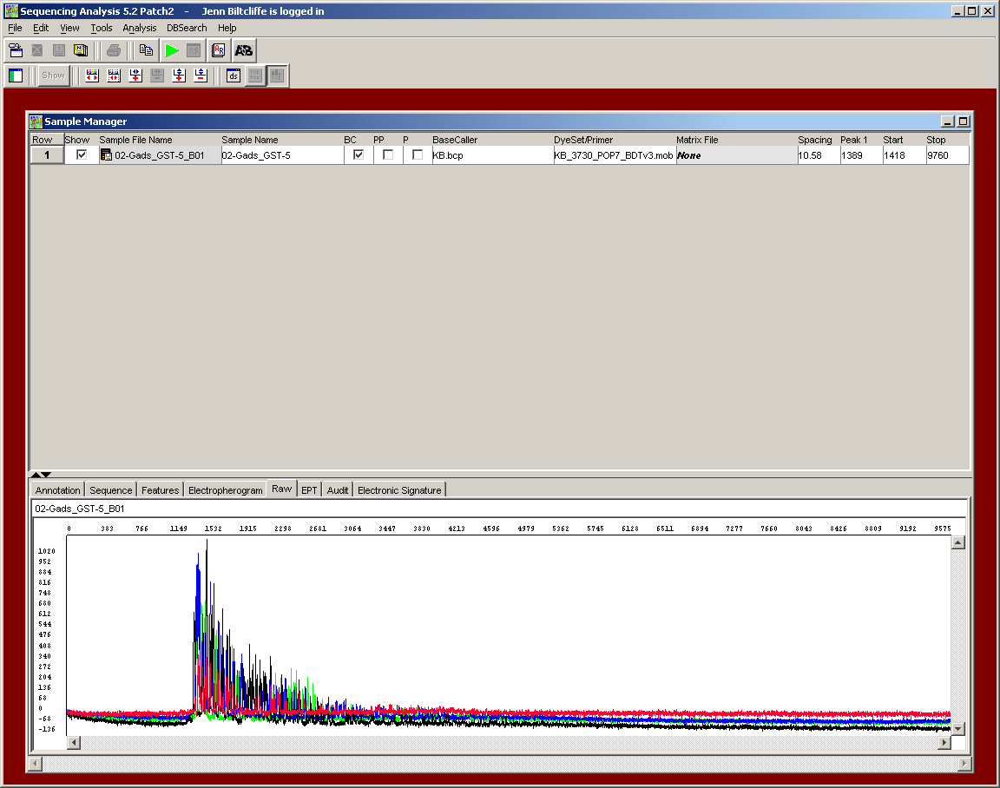 Sequencing Analysis 5.2 Patch2 - Jenn Biltcliffe is logged in
File Edit View Tools Analysis DBSearch Help
Show
ds
Sample Manager
Row Show Sample File Name Sample Name BC PP P BaseCaller DyeSet/Primer Matrix File Spacing Peak 1 Start Stop
1 02-Gads_GST-5_B01 02-Gads_GST-5 KB.bcp KB_3730_POP7_BDTv3.mob None 10.58 1389 1418 9760
Annotation Sequence Features Electropherogram Raw EPT Audit Electronic Signature
02-Gads_GST-5_B01
0 383 766 1149 1532 1915 2298 2681 3064 3447 3830 4213 4596 4979 5362 5745 6128 6511 6894 7277 7660 8043 8426 8809 9192 9575
1020
952
884
816
748
680
612
544
476
408
340
272
204
136
68
0
-68
-136